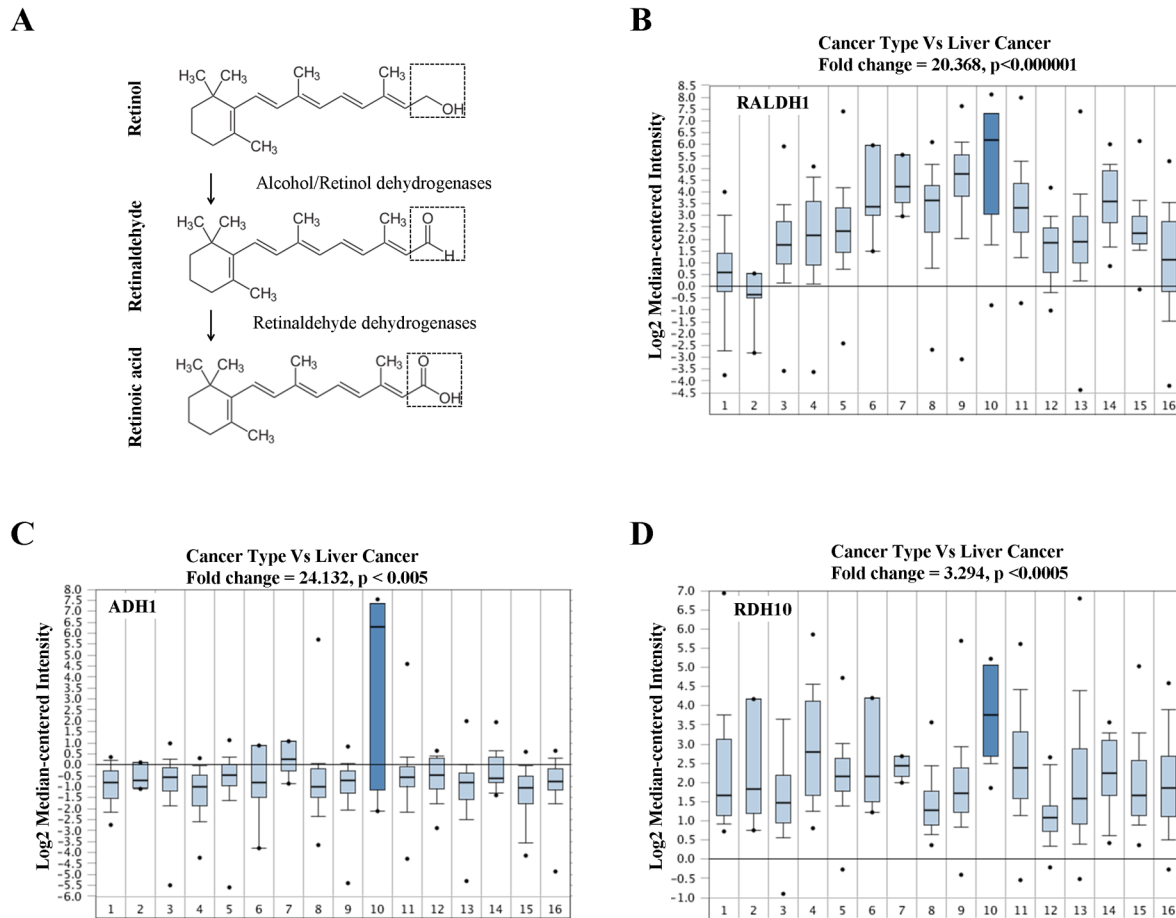 A
Retinol
H₃C
CH₃
CH₃
CH₃
OH
CH₃
Alcohol/Retinol dehydrogenases
Retinaldehyde
H₃C
CH₃
CH₃
CH₃
O
H
CH₃
Retinaldehyde dehydrogenases
Retinoic acid
H₃C
CH₃
CH₃
CH₃
O
OH
CH₃
B
Cancer Type Vs Liver Cancer
Fold change = 20.368, p<0.000001
RALDH1
Log2 Median-centered Intensity
8.5
8.0
7.5
7.0
6.5
6.0
5.5
5.0
4.5
4.0
3.5
3.0
2.5
2.0
1.5
1.0
0.5
0.0
-0.5
-1.0
-1.5
-2.0
-2.5
-3.0
-3.5
-4.0
-4.5
1 2 3 4 5 6 7 8 9 10 11 12 13 14 15 16
C
Cancer Type Vs Liver Cancer
Fold change = 24.132, p < 0.005
ADH1
Log2 Median-centered Intensity
8.0
7.5
7.0
6.5
6.0
5.5
5.0
4.5
4.0
3.5
3.0
2.5
2.0
1.5
1.0
0.5
0.0
-0.5
-1.0
-1.5
-2.0
-2.5
-3.0
-3.5
-4.0
-4.5
-5.0
-5.5
-6.0
1 2 3 4 5 6 7 8 9 10 11 12 13 14 15 16
D
Cancer Type Vs Liver Cancer
Fold change = 3.294, p <0.0005
RDH10
Log2 Median-centered Intensity
7.0
6.5
6.0
5.5
5.0
4.5
4.0
3.5
3.0
2.5
2.0
1.5
1.0
0.5
0.0
-0.5
-1.0
1 2 3 4 5 6 7 8 9 10 11 12 13 14 15 16